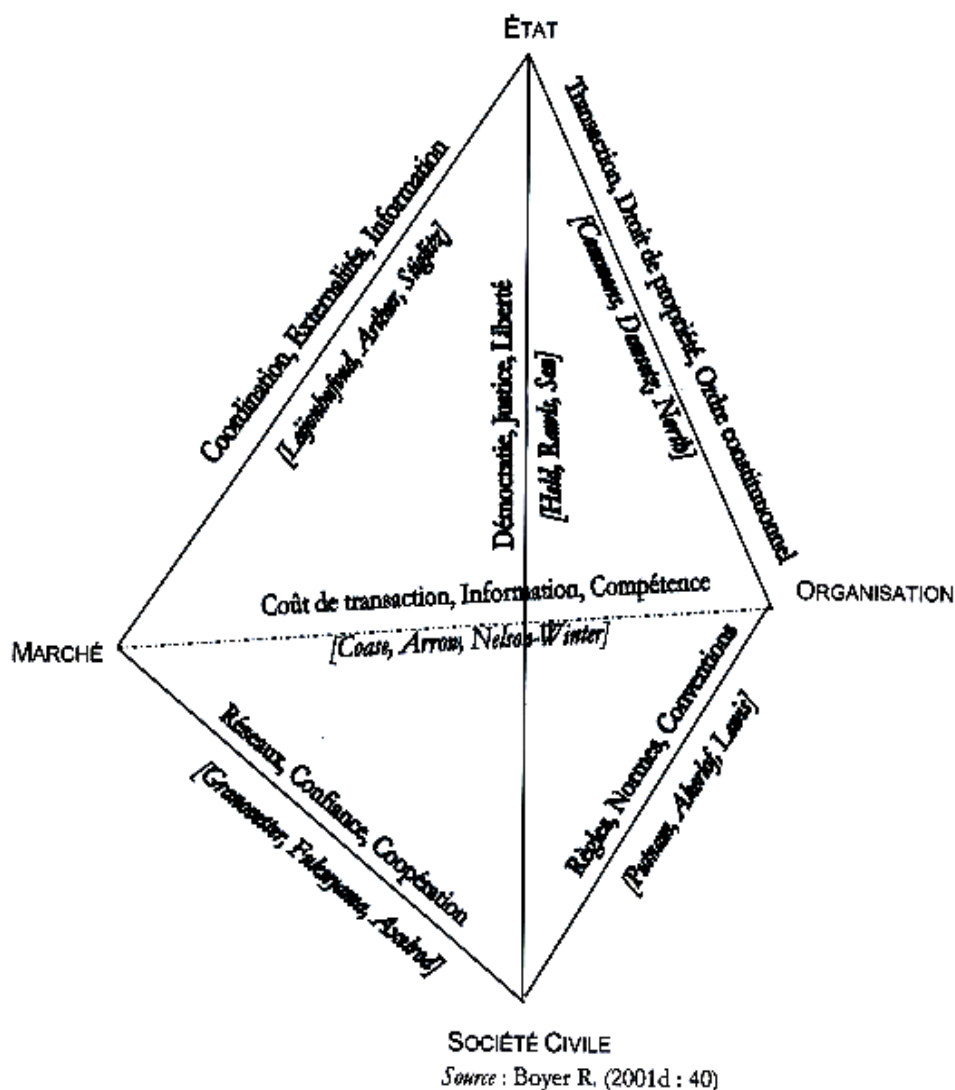 ÉTAT
Transaction, Droit de propriété, Ordre constitutionnel
[Commons, Demsetz, North]
Coordination, Externalités, Information
[Leijonhufvud, Arthur, Stiglitz]
Démocratie, Justice, Liberté
[Held, Rawls, Sen]
Coût de transaction, Information, Compétence
[Coase, Arrow, Nelson-Winter]
ORGANISATION
MARCHÉ
Réseaux, Confiance, Coopération
[Granovetter, Fukuyama, Axelrod]
Règles, Normes, Conventions
[Putnam, Akerlof, Lewis]
SOCIÉTÉ CIVILE
Source : Boyer R. (2001d : 40)